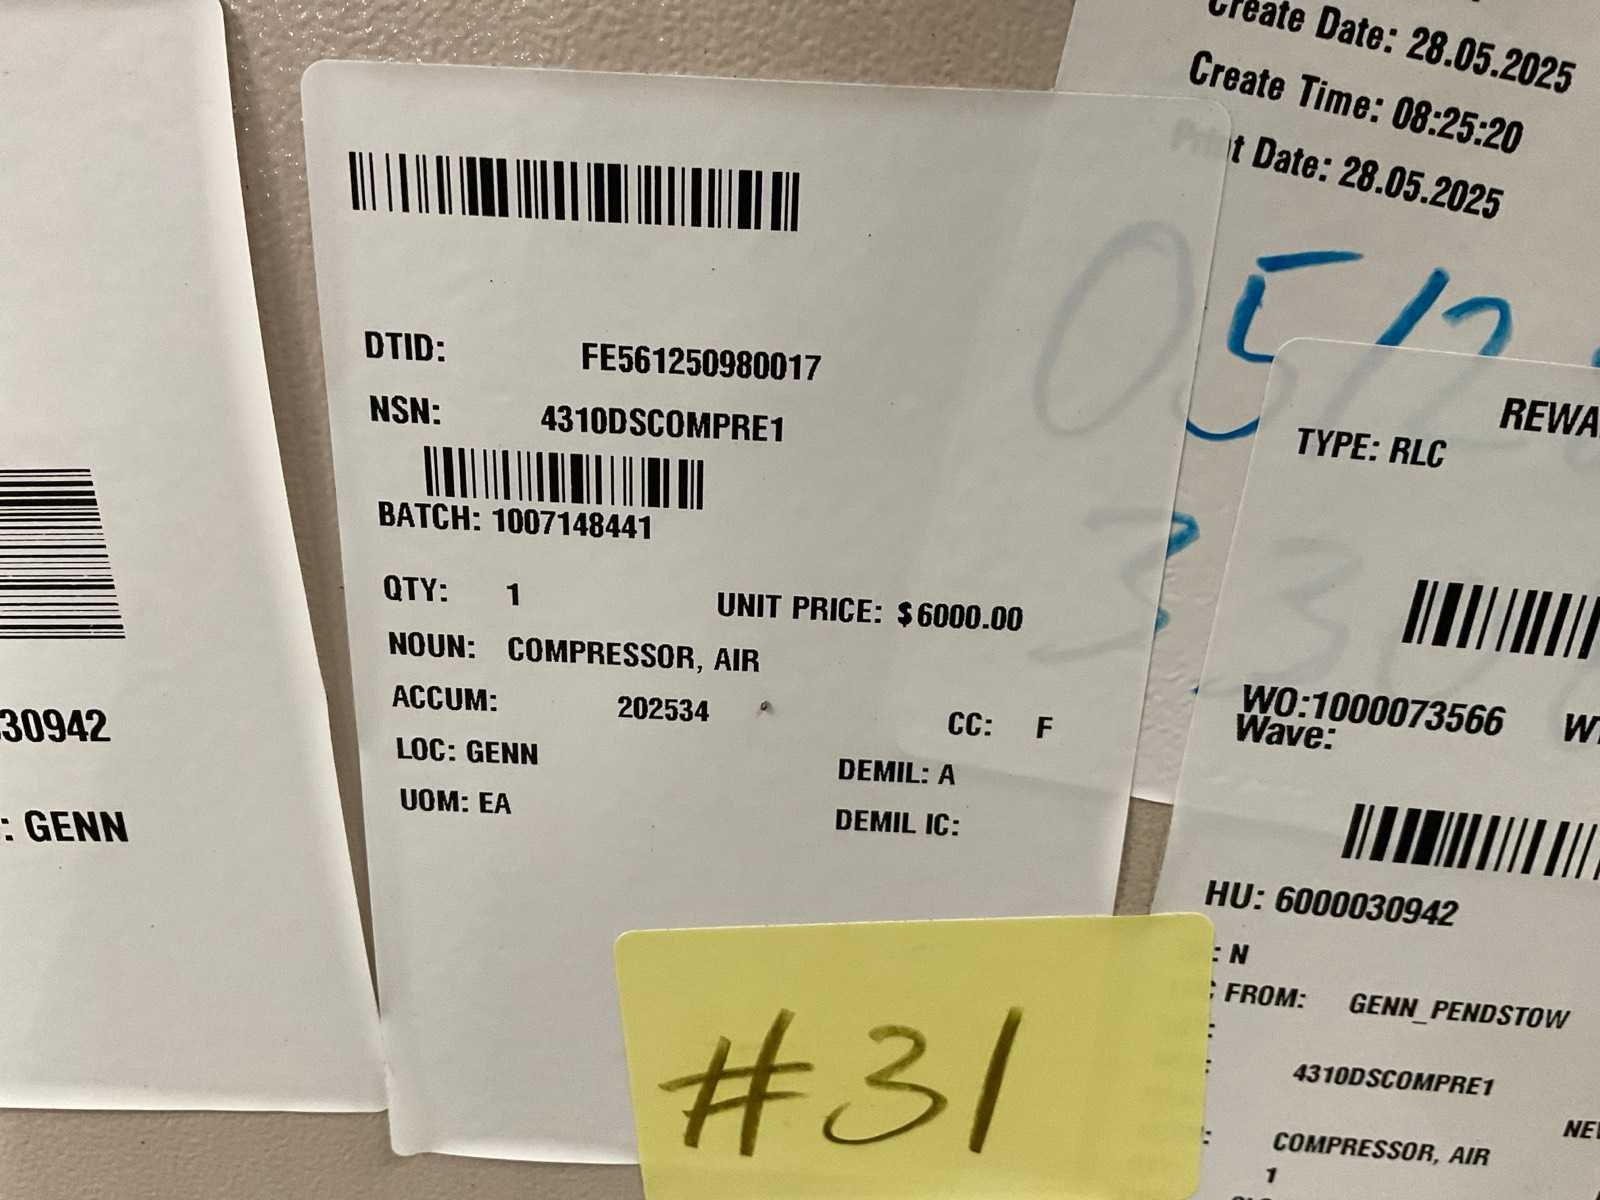 30942
: GENN
DTID: FE561250980017
NSN: 4310DSCOMPRE1
BATCH: 1007148441
QTY: 1 UNIT PRICE: $6000.00
NOUN: COMPRESSOR, AIR
ACCUM: 202534
CC: F
LOC: GENN
DEMIL: A
UOM: EA
DEMIL IC:
#31
Create Date: 28.05.2025
Create Time: 08:25:20
Print Date: 28.05.2025
TYPE: RLC
WO:1000073566
Wave:
HU: 6000030942
: N
FROM: GENN_PENDSTOW
4310DSCOMPRE1
COMPRESSOR, AIR
1